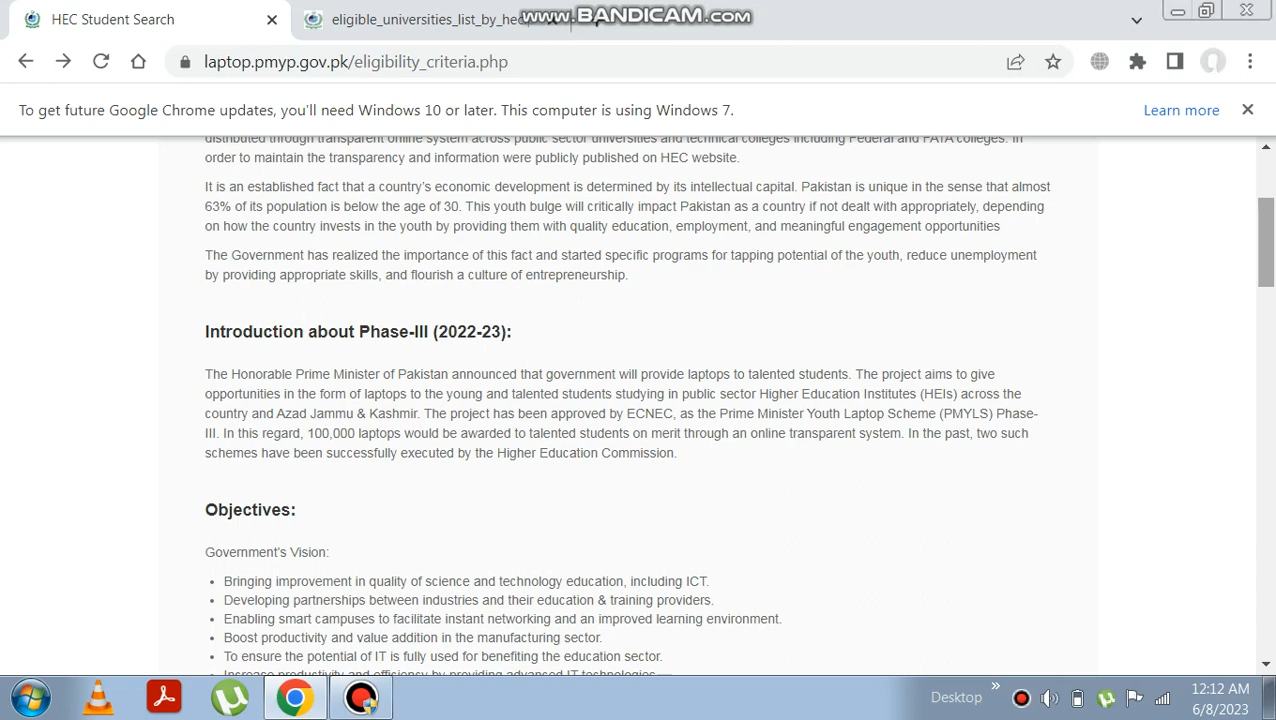 HEC Student Search
eligible_universities_list_by_hec
www.BANDICAM.com
laptop.pmyp.gov.pk/eligibility_criteria.php
To get future Google Chrome updates, you'll need Windows 10 or later. This computer is using Windows 7.
Learn more
distributed through transparent online system across public sector universities and technical colleges including Federal and FATA colleges. In
order to maintain the transparency and information were publicly published on HEC website.
It is an established fact that a country's economic development is determined by its intellectual capital. Pakistan is unique in the sense that almost
63% of its population is below the age of 30. This youth bulge will critically impact Pakistan as a country if not dealt with appropriately, depending
on how the country invests in the youth by providing them with quality education, employment, and meaningful engagement opportunities
The Government has realized the importance of this fact and started specific programs for tapping potential of the youth, reduce unemployment
by providing appropriate skills, and flourish a culture of entrepreneurship.
Introduction about Phase-III (2022-23):
The Honorable Prime Minister of Pakistan announced that government will provide laptops to talented students. The project aims to give
opportunities in the form of laptops to the young and talented students studying in public sector Higher Education Institutes (HEIs) across the
country and Azad Jammu & Kashmir. The project has been approved by ECNEC, as the Prime Minister Youth Laptop Scheme (PMYLS) Phase-
III. In this regard, 100,000 laptops would be awarded to talented students on merit through an online transparent system. In the past, two such
schemes have been successfully executed by the Higher Education Commission.
Objectives:
Government's Vision:
• Bringing improvement in quality of science and technology education, including ICT.
• Developing partnerships between industries and their education & training providers.
• Enabling smart campuses to facilitate instant networking and an improved learning environment.
• Boost productivity and value addition in the manufacturing sector.
• To ensure the potential of IT is fully used for benefiting the education sector.
• Increase productivity and efficiency by providing advanced IT technologies
Desktop
12:12 AM
6/8/2023